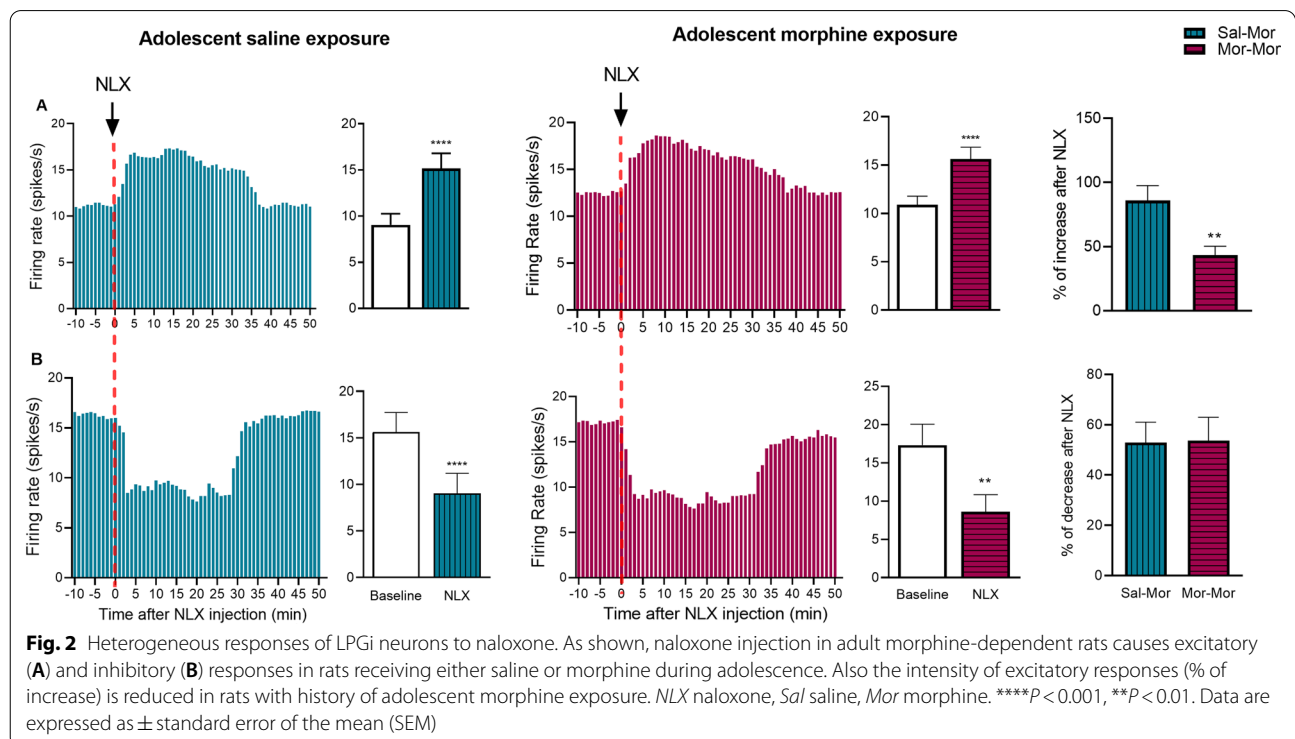 Adolescent saline exposure
Adolescent morphine exposure
Sal-Mor
Mor-Mor
NLX
NLX
A
Firing rate (spikes/s)
20
15
10
5
0
-10 -5 0 5 10 15 20 25 30 35 40 45 50
20
15
10
5
0
****
Firing Rate (spikes/s)
20
15
10
5
0
-10 -5 0 5 10 15 20 25 30 35 40 45 50
20
15
10
5
0
****
% of increase after NLX
150
100
50
0
**
B
Firing rate (spikes/s)
20
15
10
5
0
-10 -5 0 5 10 15 20 25 30 35 40 45 50
Time after NLX injection (min)
20
15
10
5
0
****
Baseline NLX
Firing Rate (spikes/s)
20
15
10
5
0
-10 -5 0 5 10 15 20 25 30 35 40 45 50
Time after NLX injection (min)
25
20
15
10
5
0
**
Baseline NLX
% of decrease after NLX
80
60
40
20
0
Sal-Mor Mor-Mor
Fig. 2 Heterogeneous responses of LPGi neurons to naloxone. As shown, naloxone injection in adult morphine-dependent rats causes excitatory
(A) and inhibitory (B) responses in rats receiving either saline or morphine during adolescence. Also the intensity of excitatory responses (% of
increase) is reduced in rats with history of adolescent morphine exposure. NLX naloxone, Sal saline, Mor morphine. ****P < 0.001, **P < 0.01. Data are
expressed as ± standard error of the mean (SEM)